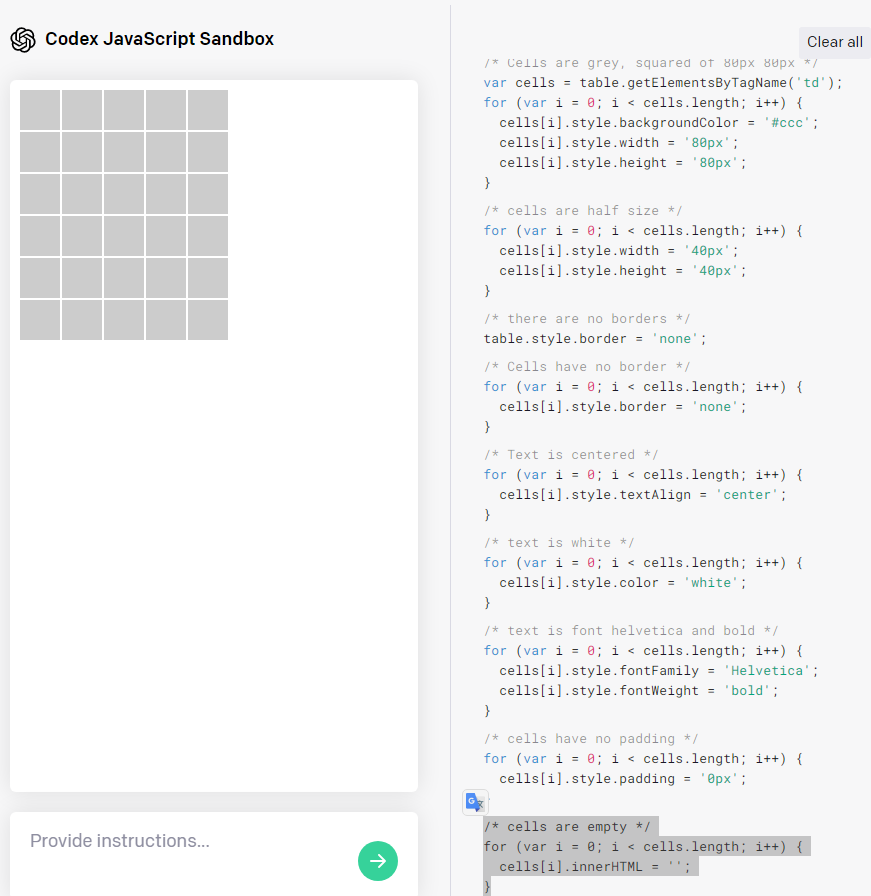 Codex JavaScript Sandbox
Provide instructions...
Clear all
/* Cells are grey, squared of 80px 80px */
var cells = table.getElementsByTagName('td');
for (var i = 0; i < cells.length; i++) {
  cells[i].style.backgroundColor = '#ccc';
  cells[i].style.width = '80px';
  cells[i].style.height = '80px';
}
/* cells are half size */
for (var i = 0; i < cells.length; i++) {
  cells[i].style.width = '40px';
  cells[i].style.height = '40px';
}
/* there are no borders */
table.style.border = 'none';
/* Cells have no border */
for (var i = 0; i < cells.length; i++) {
  cells[i].style.border = 'none';
}
/* Text is centered */
for (var i = 0; i < cells.length; i++) {
  cells[i].style.textAlign = 'center';
}
/* text is white */
for (var i = 0; i < cells.length; i++) {
  cells[i].style.color = 'white';
}
/* text is font helvetica and bold */
for (var i = 0; i < cells.length; i++) {
  cells[i].style.fontFamily = 'Helvetica';
  cells[i].style.fontWeight = 'bold';
}
/* cells have no padding */
for (var i = 0; i < cells.length; i++) {
  cells[i].style.padding = '0px';
/* cells are empty */
for (var i = 0; i < cells.length; i++) {
  cells[i].innerHTML = '';
}